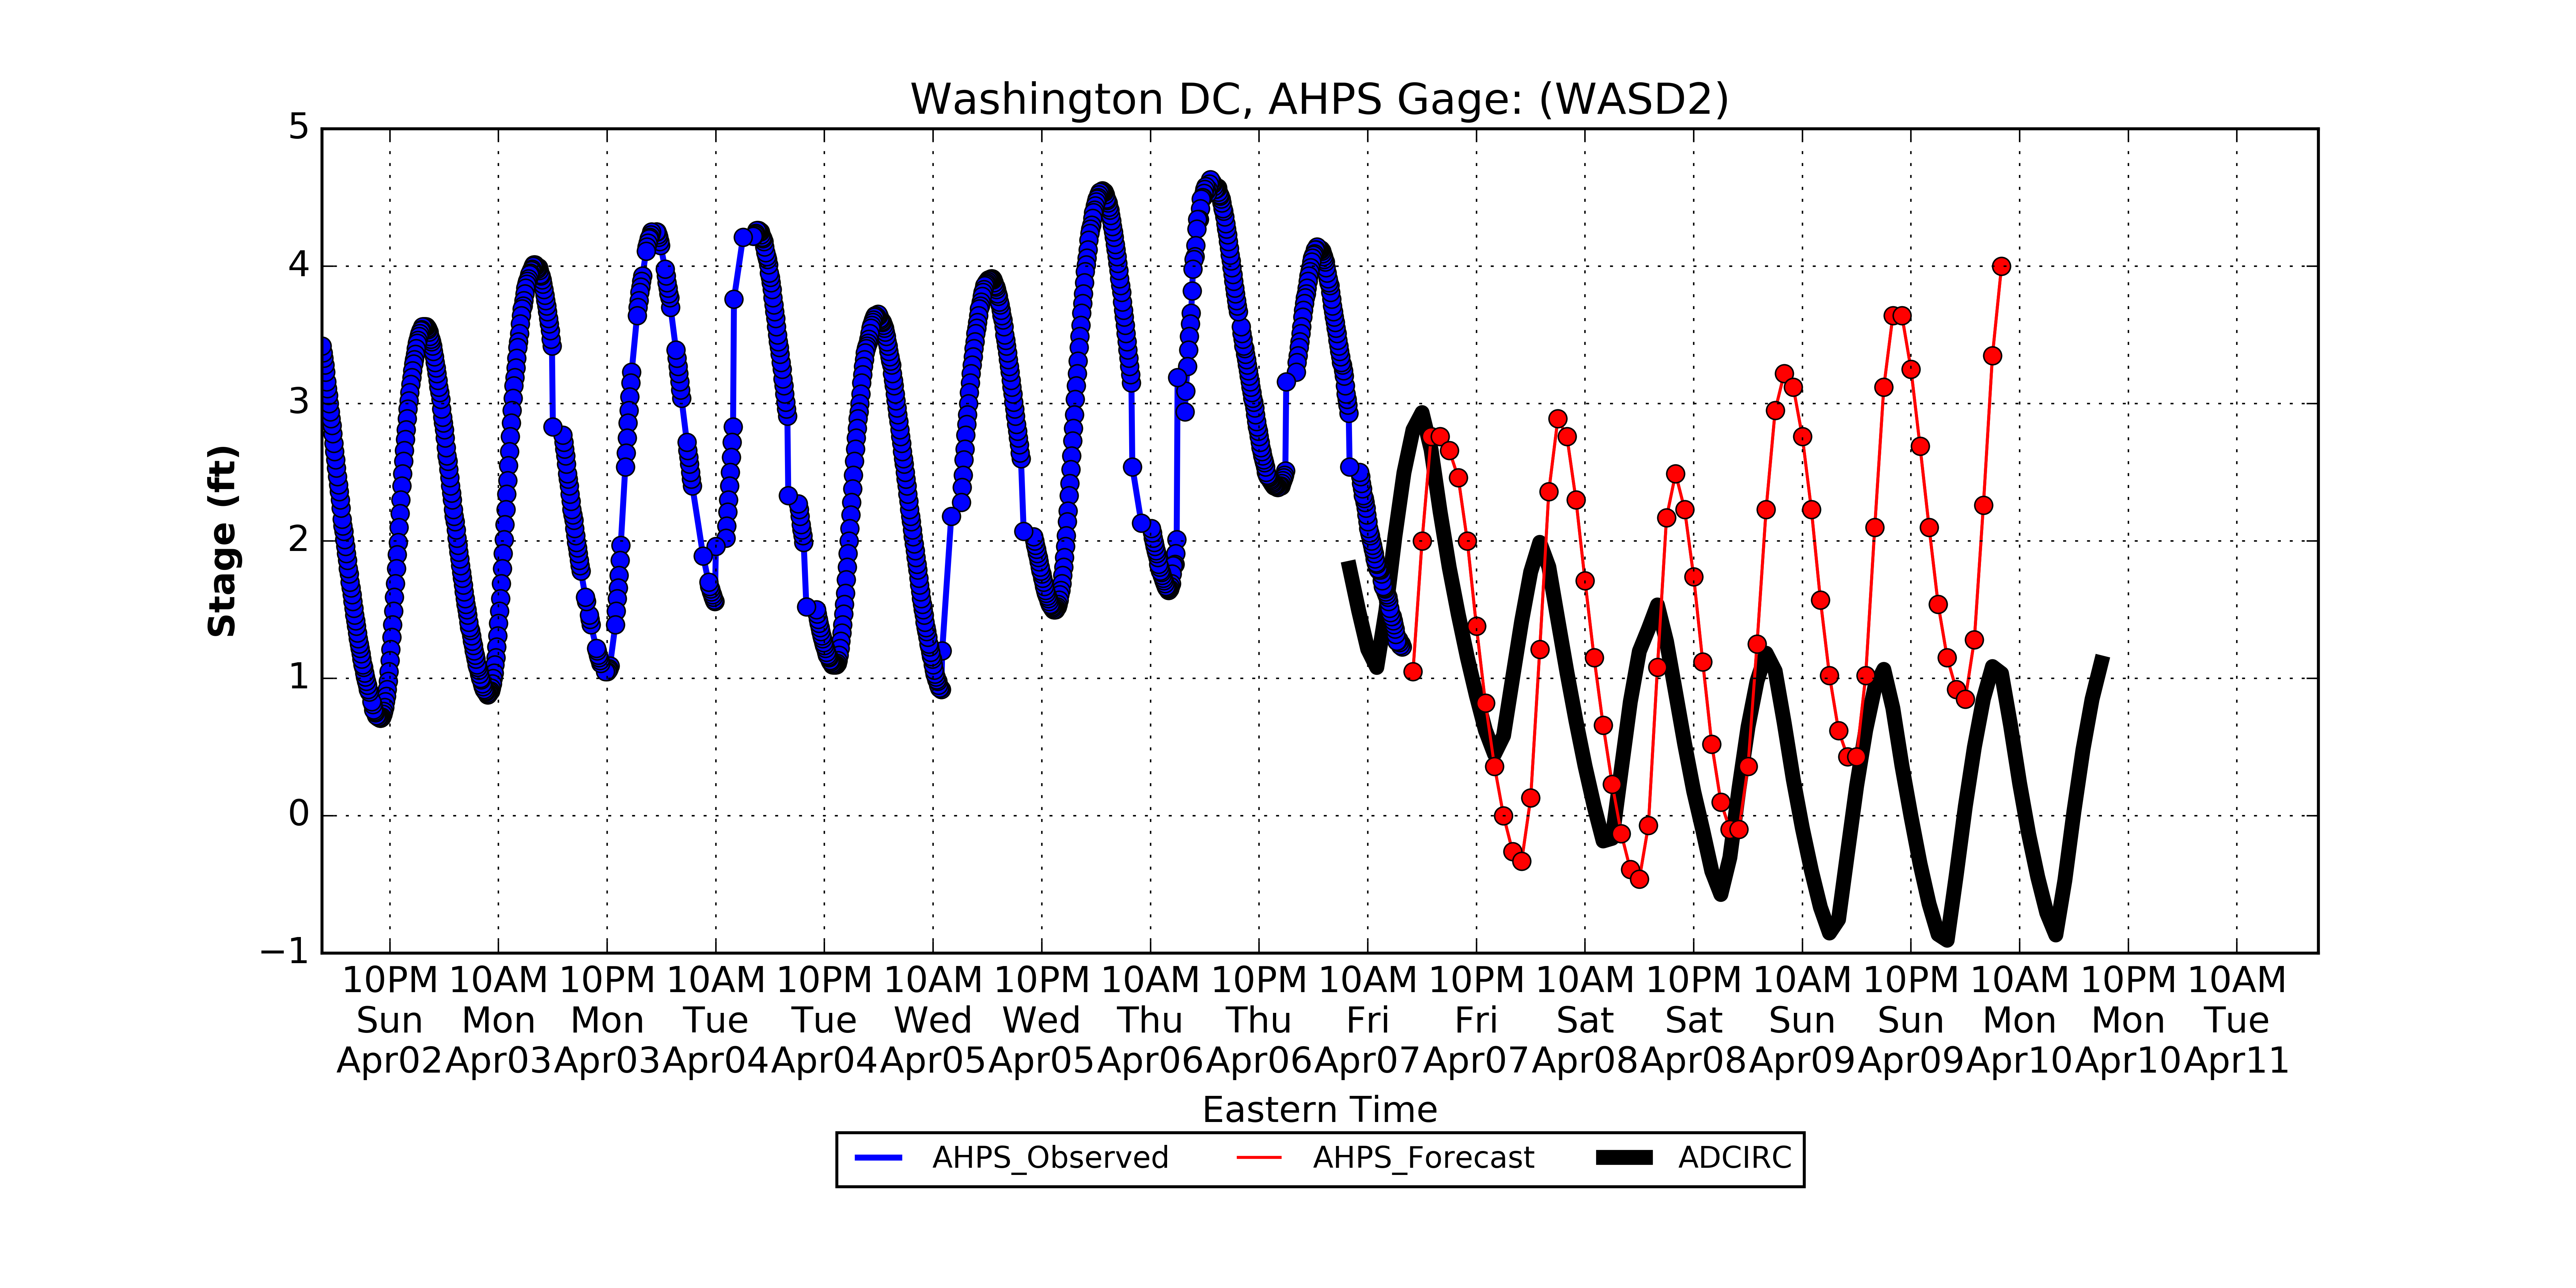 Washington DC, AHPS Gage: (WASD2)
5
4
3
2
1
0
−1
Stage (ft)
10PM 10AM 10PM 10AM 10PM 10AM 10PM 10AM 10PM 10AM 10PM 10AM 10PM 10AM 10PM 10AM 10PM 10AM
Sun Mon Mon Tue Tue Wed Wed Thu Thu Fri Fri Sat Sat Sun Sun Mon Mon Tue
Apr02 Apr03 Apr03 Apr04 Apr04 Apr05 Apr05 Apr06 Apr06 Apr07 Apr07 Apr08 Apr08 Apr09 Apr09 Apr10 Apr10 Apr11
Eastern Time
AHPS_Observed AHPS_Forecast ADCIRC